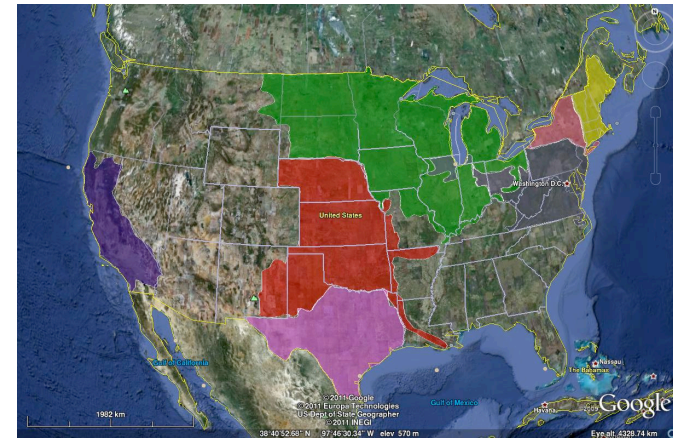 N
Washington D.C.
United States
Gulf of California
Nassau
The Bahamas
1982 km
©2011 Google
©2011 Europa Technologies
US Dept of State Geographer
©2011 INEGI
Gulf of Mexico
Havana
2009
Google
38°40'52.68" N 97°46'30.34" W elev 570 m
Eye alt 4328.74 km